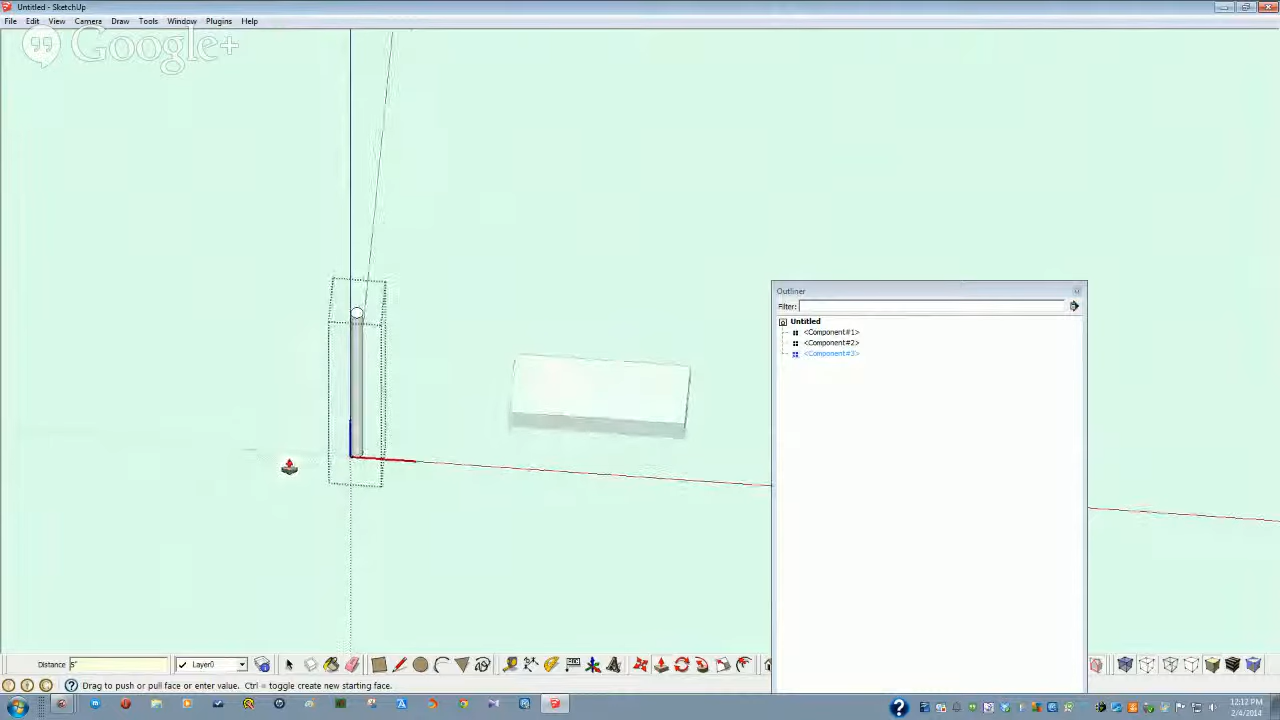 Untitled - SketchUp
File Edit View Camera Draw Tools Window Plugins Help
Google+
Outliner
Filter:
Untitled
<Component#1>
<Component#2>
<Component#3>
Distance 5"
Layer0
Drag to push or pull face or enter value. Ctrl = toggle create new starting face.
12:12 PM
2/4/2014